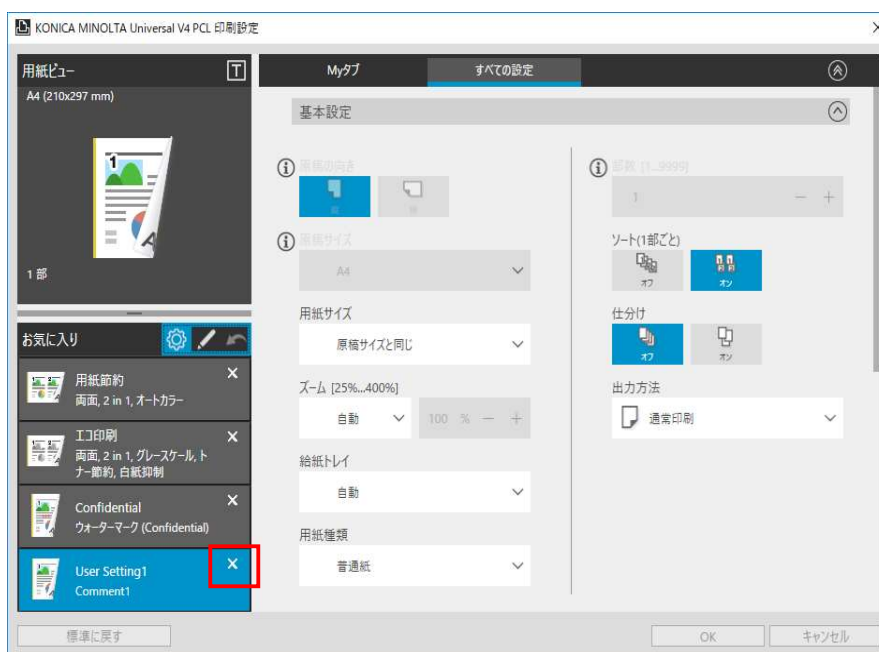 KONICA MINOLTA Universal V4 PCL 印刷設定
用紙ビュー
T
A4 (210x297 mm)
1
A
1 部
お気に入り
用紙節約
両面, 2 in 1, オートカラー
エコ印刷
両面, 2 in 1, グレースケール, ト
ナー節約, 白紙抑制
Confidential
ウォーターマーク (Confidential)
User Setting1
Comment1
Myタブ
すべての設定
基本設定
原稿の向き
縦
横
原稿サイズ
A4
用紙サイズ
原稿サイズと同じ
ズーム [25%...400%]
自動
100 % − +
給紙トレイ
自動
用紙種類
普通紙
部数 [1...9999]
1 − +
ソート(1部ごと)
オフ
オン
仕分け
オフ
オン
出力方法
通常印刷
標準に戻す
OK
キャンセル